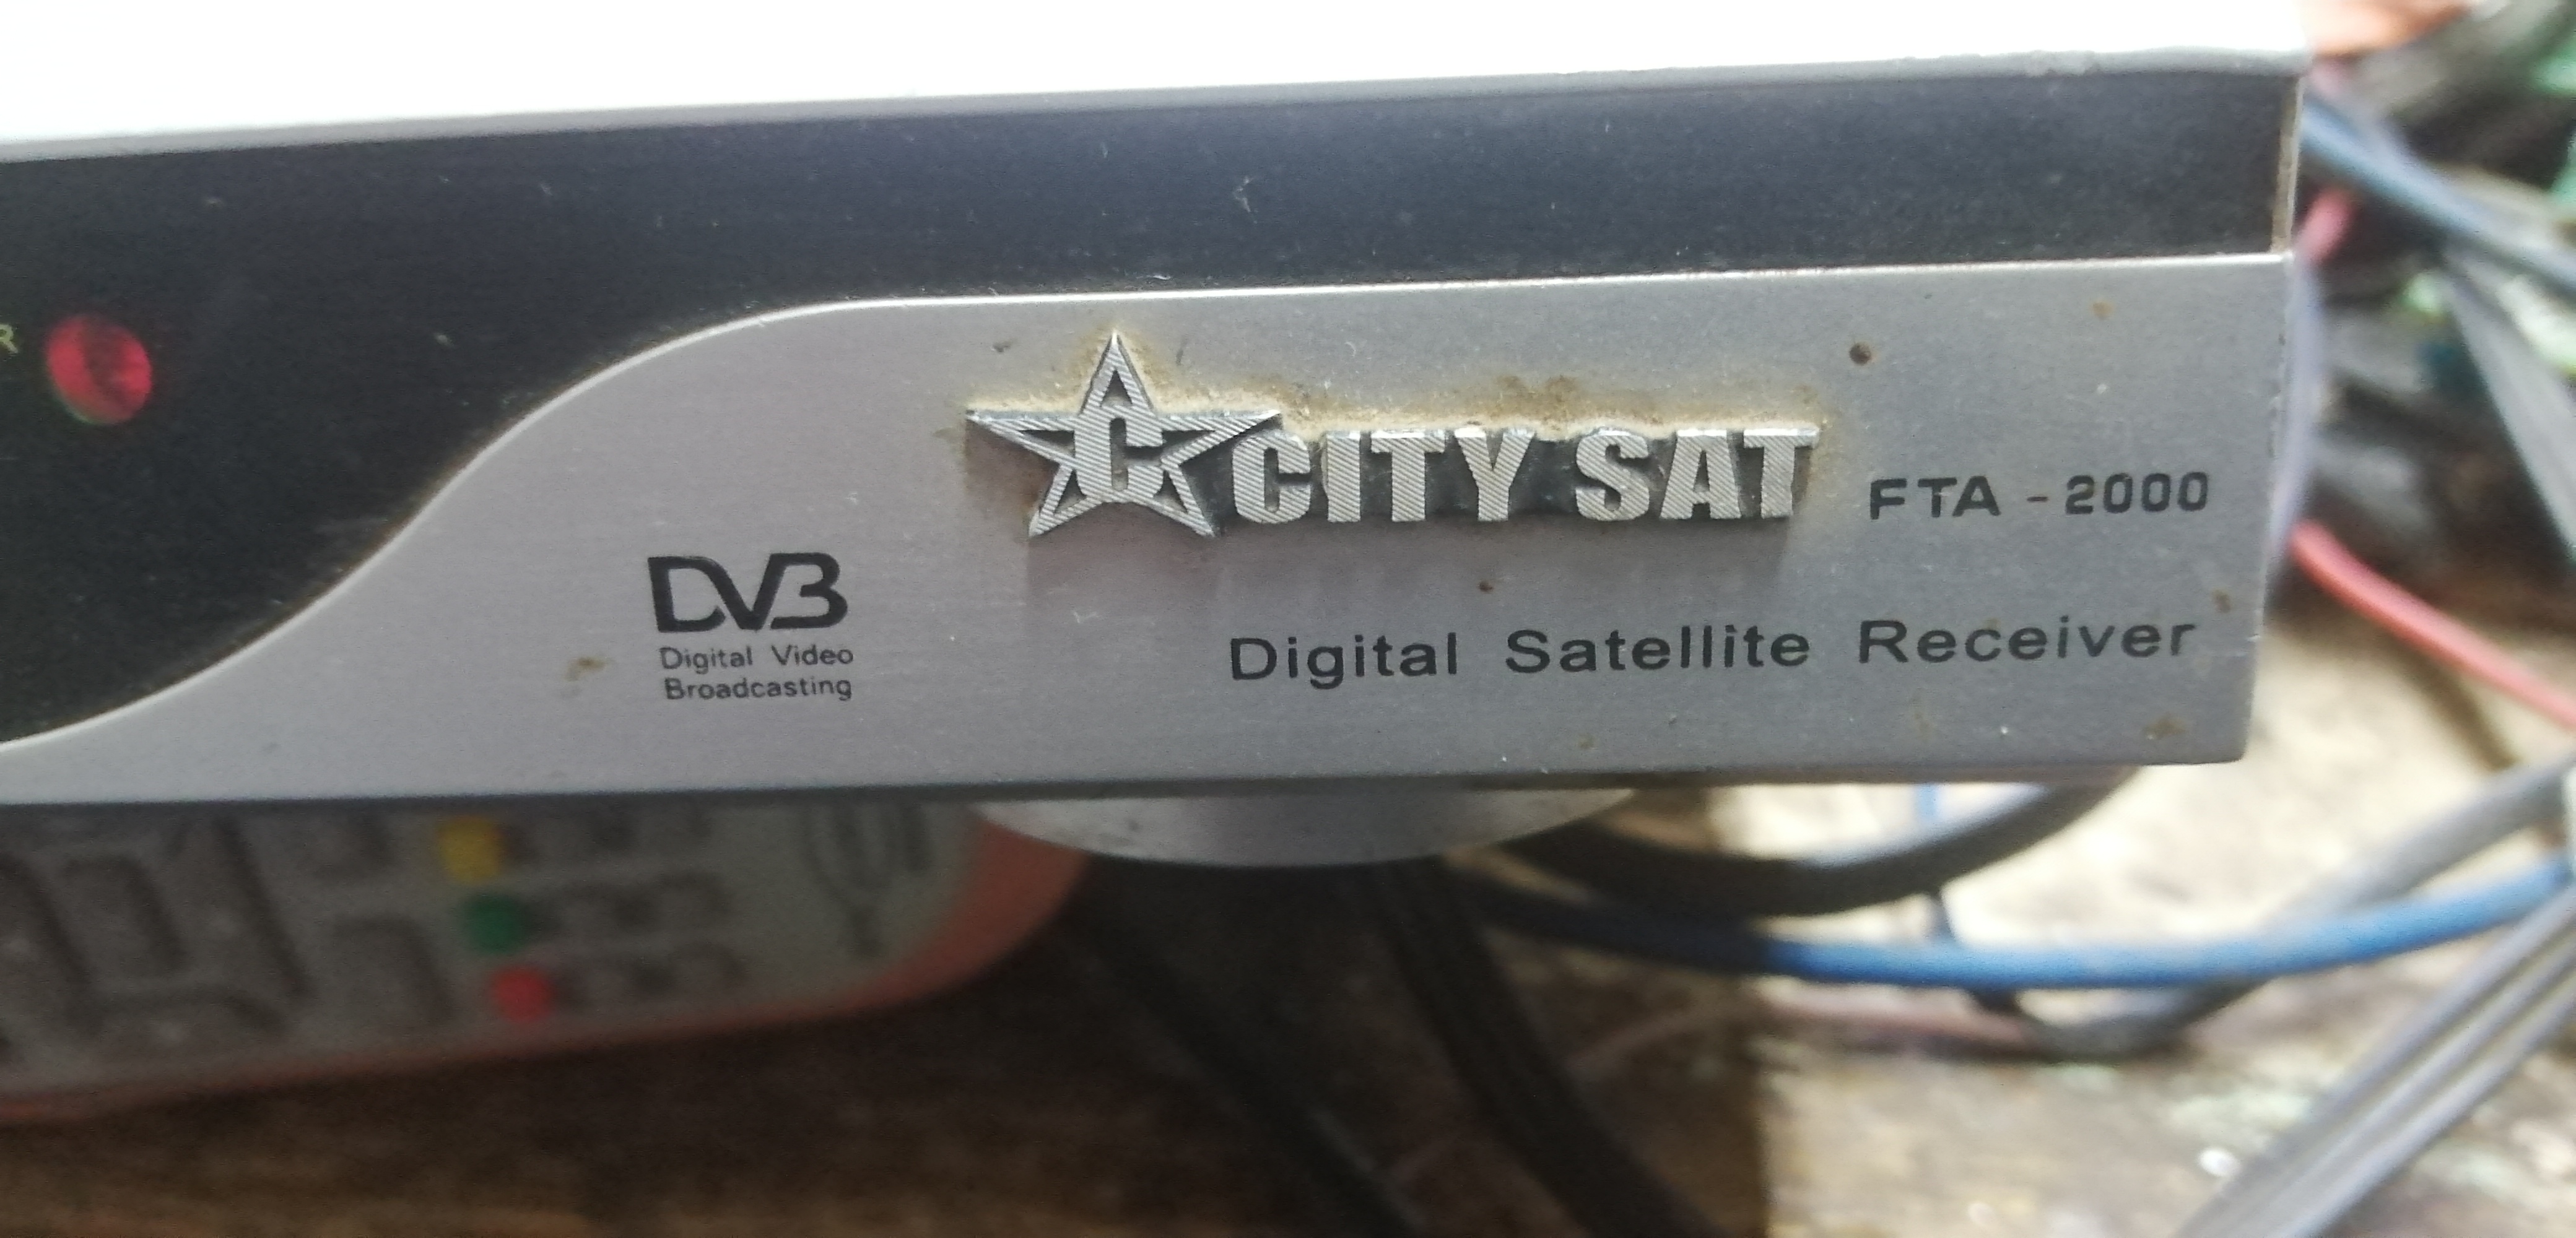 R
C CITY SAT FTA - 2000
DVB
Digital Video
Broadcasting
Digital Satellite Receiver